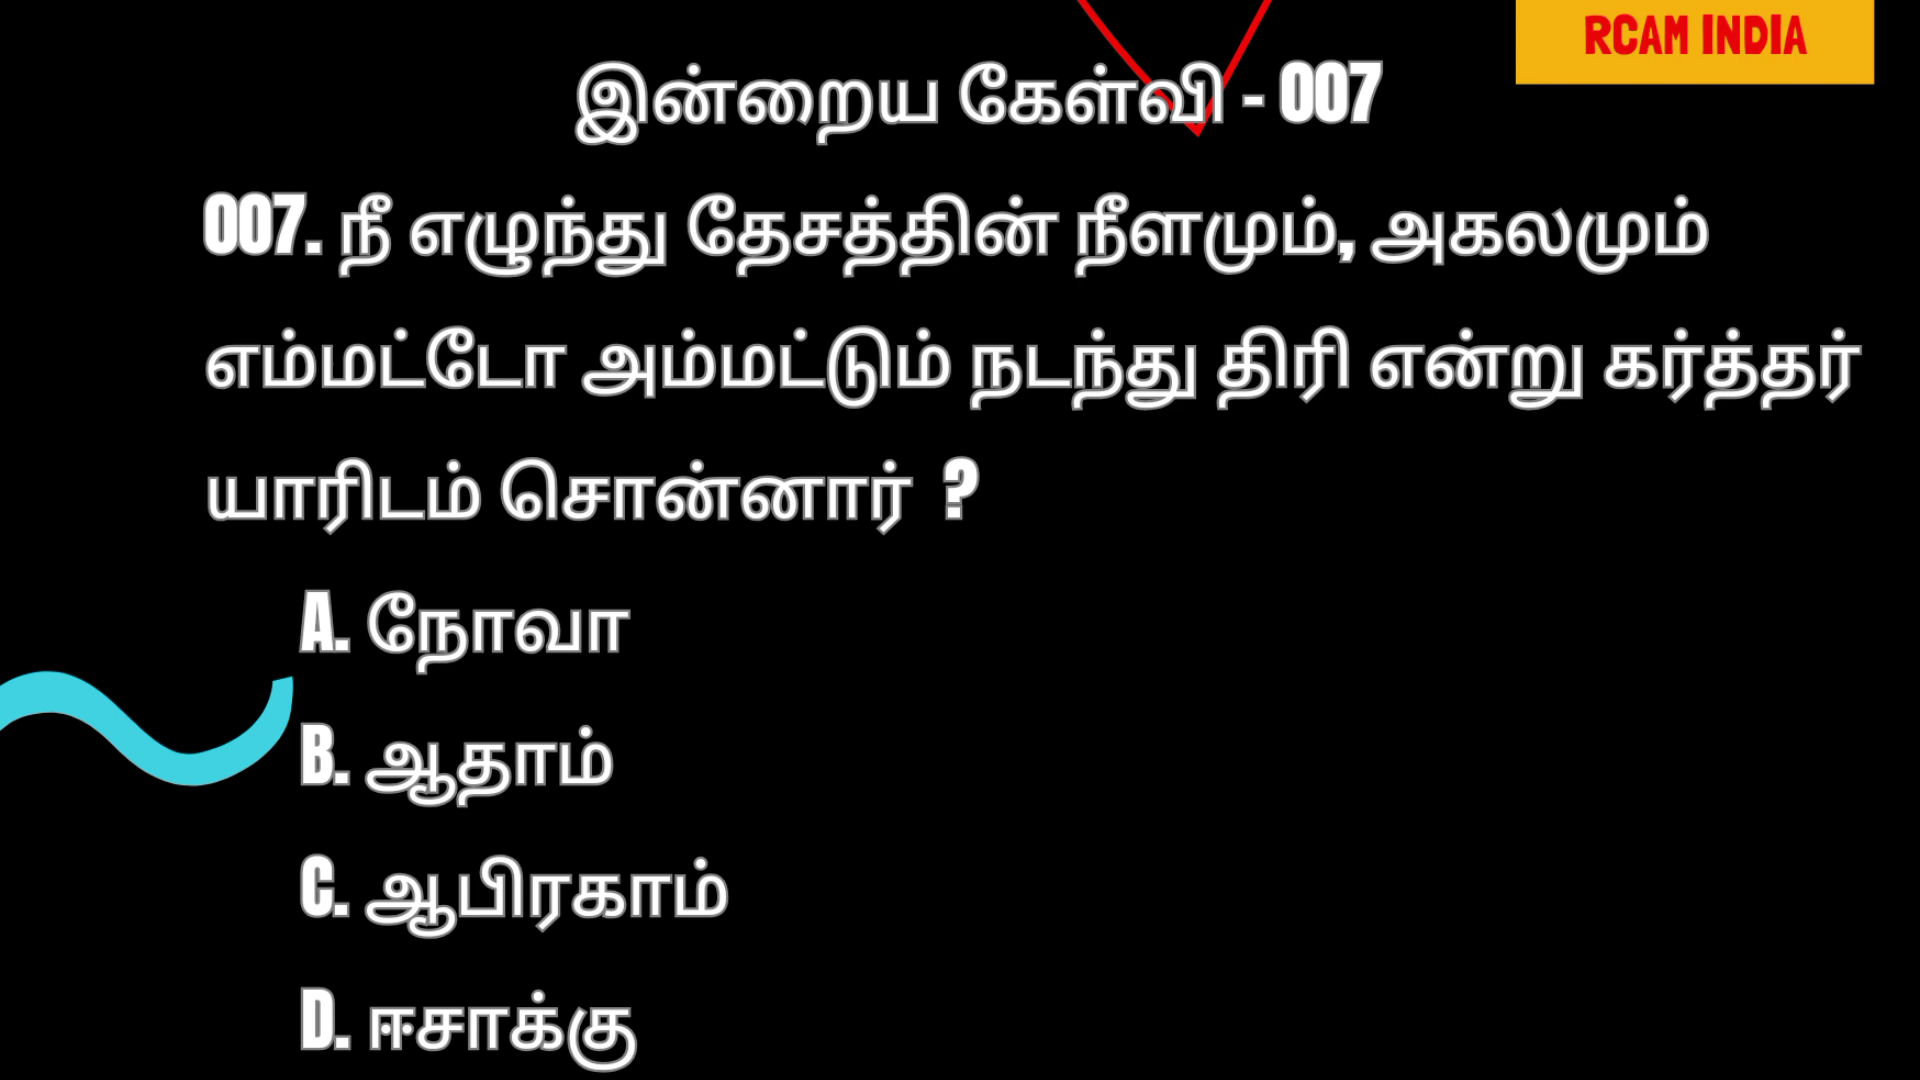 RCAM INDIA
இன்றைய கேள்வி - 007
007. நீ எழுந்து தேசத்தின் நீளமும், அகலமும்
எம்மட்டோ அம்மட்டும் நடந்து திரி என்று கர்த்தர்
யாரிடம் சொன்னார் ?
A. நோவா
B. ஆதாம்
C. ஆபிரகாம்
D. ஈசாக்கு